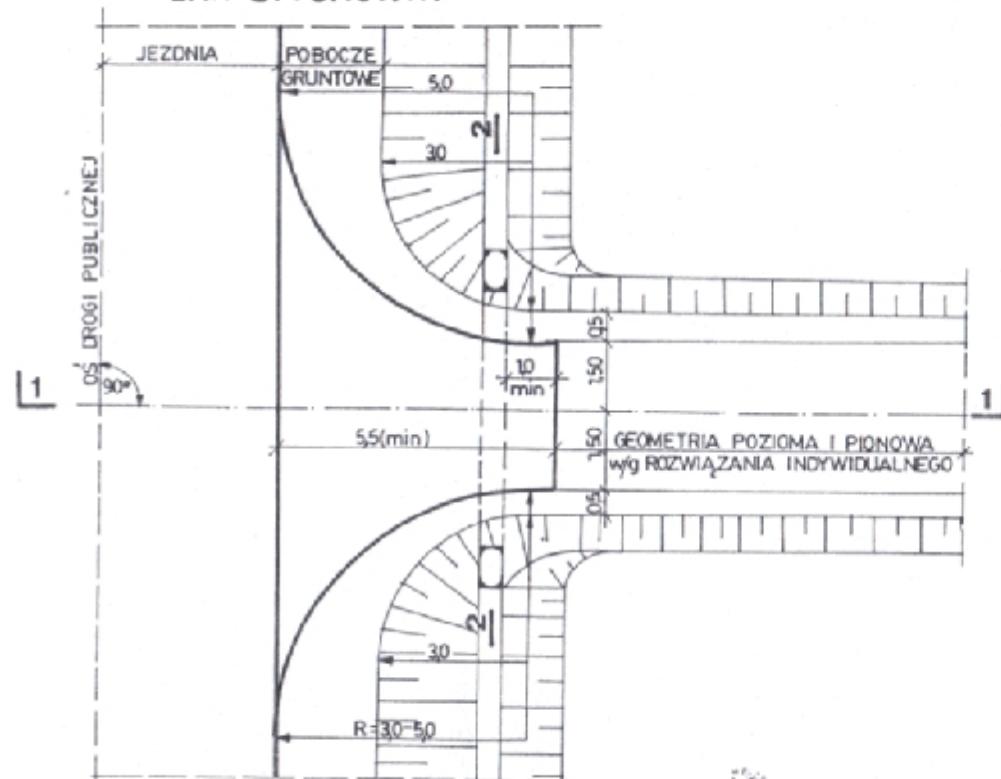 JEZDNIA
POBOCZE
GRUNTOWE
5,0
2
3,0
OŚ DROGI PUBLICZNEJ
90°
1
0,5
1,50
1,0
min
1
5,5(min)
GEOMETRIA POZIOMA I PIONOWA
w/g ROZWIĄZANIA INDYWIDUALNEGO
1,50
0,5
2
3,0
R=3,0-5,0